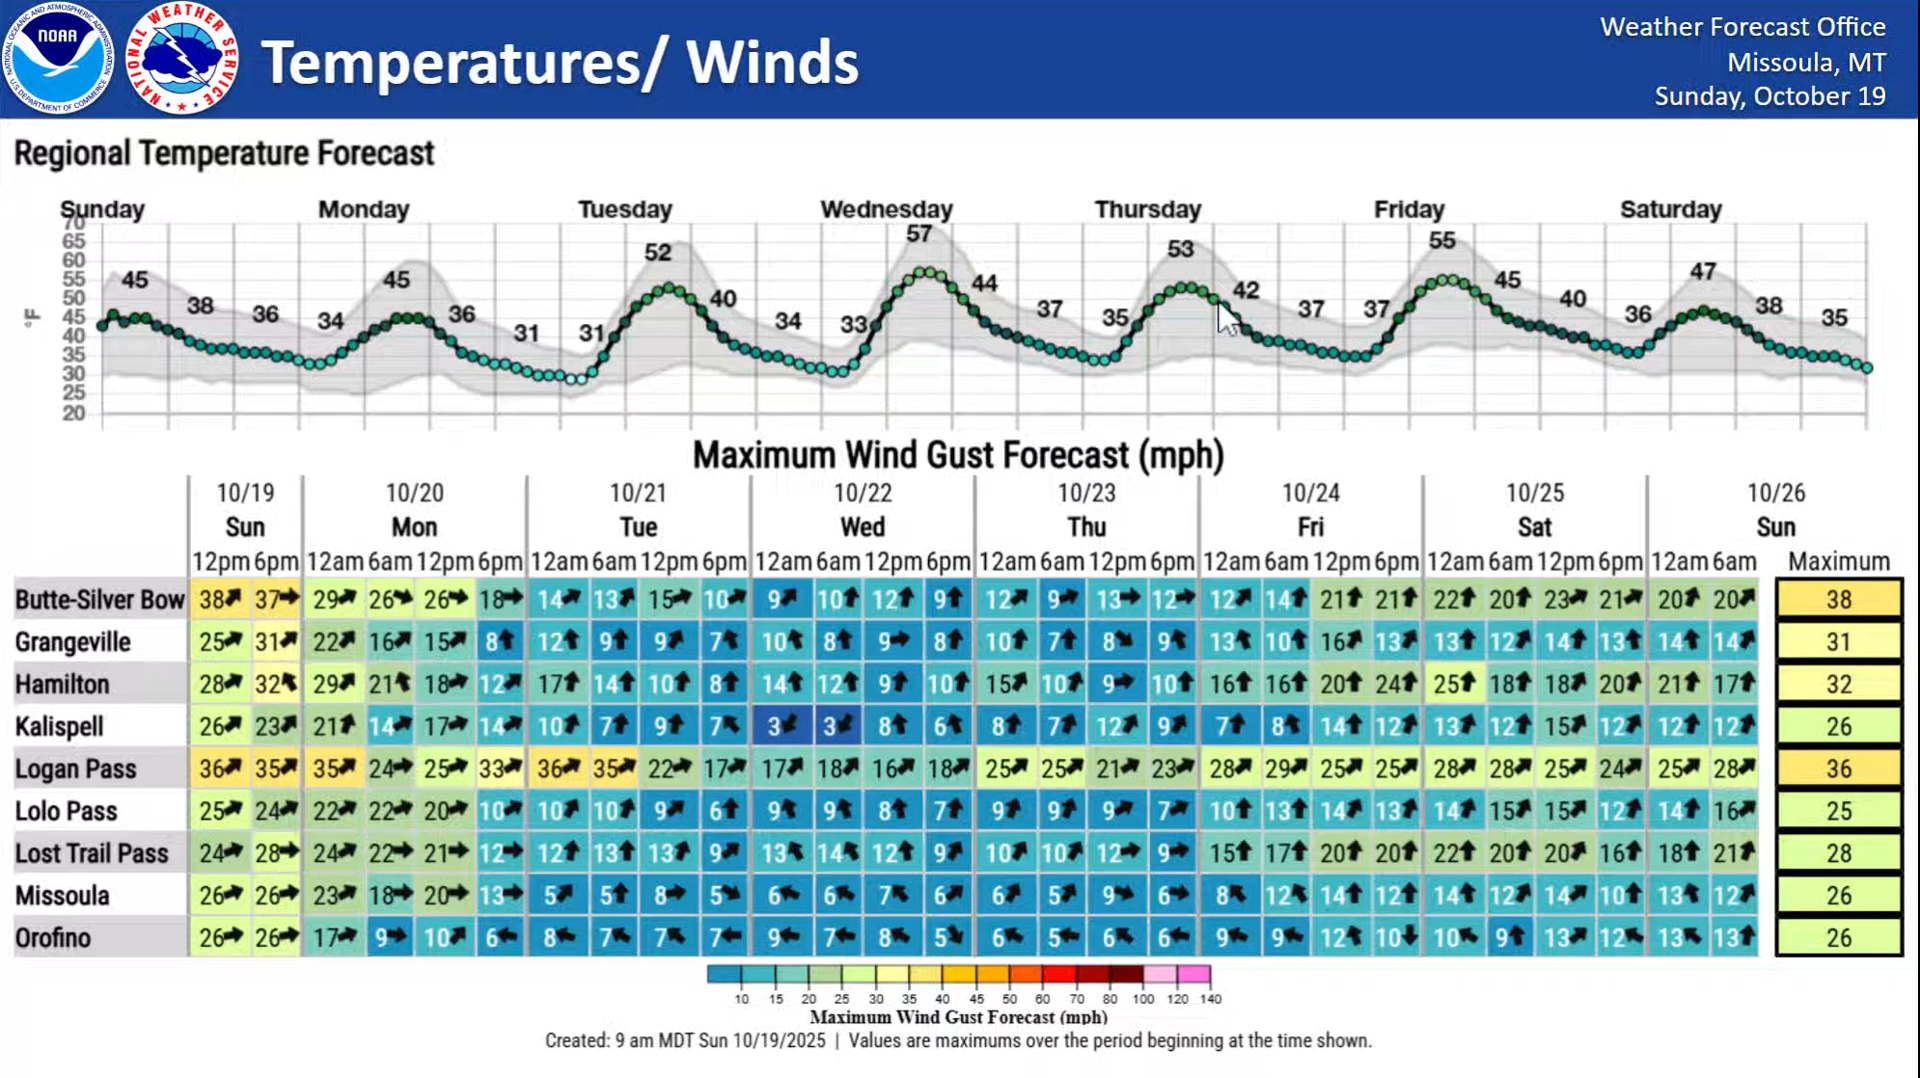 NATIONAL OCEANIC AND ATMOSPHERIC ADMINISTRATION
NOAA
U.S. DEPARTMENT OF COMMERCE
NATIONAL WEATHER SERVICE
Temperatures/ Winds
Weather Forecast Office
Missoula, MT
Sunday, October 19
Regional Temperature Forecast
Sunday Monday Tuesday Wednesday Thursday Friday Saturday
°F
70
65
60
55
50
45
40
35
30
25
20
45 38 36 34 45 36 31 31 52 40 34 33 57 44 37 35 53 42 37 37 55 45 40 36 47 38 35
Maximum Wind Gust Forecast (mph)
10/19 10/20 10/21 10/22 10/23 10/24 10/25 10/26
Sun Mon Tue Wed Thu Fri Sat Sun
12pm 6pm 12am 6am 12pm 6pm 12am 6am 12pm 6pm 12am 6am 12pm 6pm 12am 6am 12pm 6pm 12am 6am 12pm 6pm 12am 6am 12pm 6pm 12am 6am Maximum
Butte-Silver Bow 38 37 29 26 26 18 14 13 15 10 9 10 12 9 12 9 13 12 12 14 21 21 22 20 23 21 20 20 38
Grangeville 25 31 22 16 15 8 12 9 9 7 10 8 9 8 10 7 8 9 13 10 16 13 13 12 14 13 14 14 31
Hamilton 28 32 29 21 18 12 17 14 10 8 14 12 9 10 15 10 9 10 16 16 20 24 25 18 18 20 21 17 32
Kalispell 26 23 21 14 17 14 10 7 9 7 3 3 8 6 8 7 12 9 7 8 14 12 13 12 15 12 12 12 26
Logan Pass 36 35 35 24 25 33 36 35 22 17 17 18 16 18 25 25 21 23 28 29 25 25 28 28 25 24 25 28 36
Lolo Pass 25 24 22 22 20 10 10 10 9 6 9 9 8 7 9 9 9 7 10 13 14 13 14 15 15 12 14 16 25
Lost Trail Pass 24 28 24 22 21 12 12 13 13 9 13 14 12 9 10 10 12 9 15 17 20 20 22 20 20 16 18 21 28
Missoula 26 26 23 18 20 13 5 5 8 5 6 6 7 6 6 5 9 6 8 12 14 12 14 12 14 10 13 12 26
Orofino 26 26 17 9 10 6 8 7 7 7 9 7 8 5 6 5 6 6 9 9 12 10 10 9 13 12 13 13 26
10 15 20 25 30 35 40 45 50 60 70 80 100 120 140
Maximum Wind Gust Forecast (mph)
Created: 9 am MDT Sun 10/19/2025 | Values are maximums over the period beginning at the time shown.